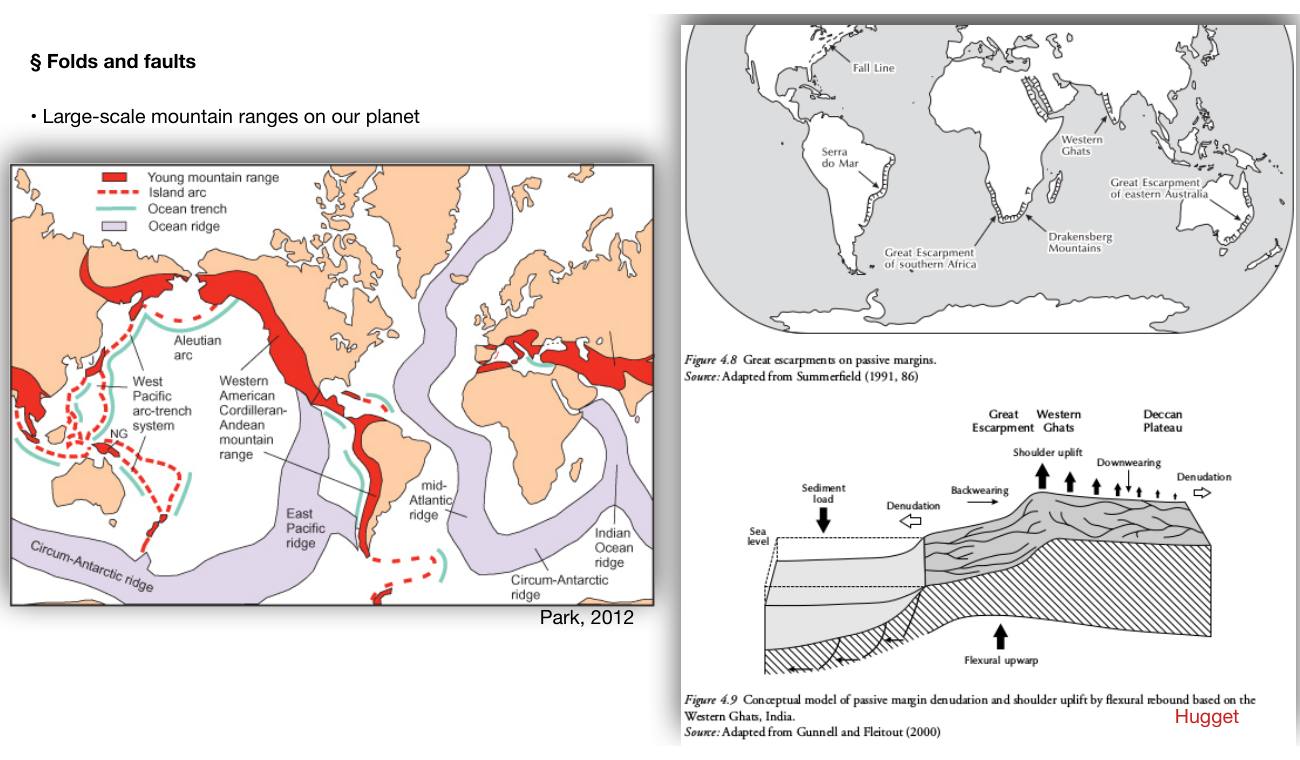 § Folds and faults
• Large-scale mountain ranges on our planet
Young mountain range
Island arc
Ocean trench
Ocean ridge
Aleutian
arc
West
Pacific
arc-trench
system
NG
J
Western
American
Cordilleran-
Andean
mountain
range
mid-
Atlantic
ridge
East
Pacific
ridge
Indian
Ocean
ridge
Circum-Antarctic ridge
Circum-Antarctic
ridge
Park, 2012
Fall Line
Western
Ghats
Serra
do Mar
Great Escarpment
of eastern Australia
Drakensberg
Mountains
Great Escarpment
of southern Africa
Figure 4.8 Great escarpments on passive margins.
Source: Adapted from Summerfield (1991, 86)
Great
Escarpment
Western
Ghats
Deccan
Plateau
Shoulder uplift
Downwearing
Denudation
Sediment
load
Backwearing
Denudation
Sea
level
Flexural upwarp
Figure 4.9 Conceptual model of passive margin denudation and shoulder uplift by flexural rebound based on the
Western Ghats, India.
Hugget
Source: Adapted from Gunnell and Fleitout (2000)